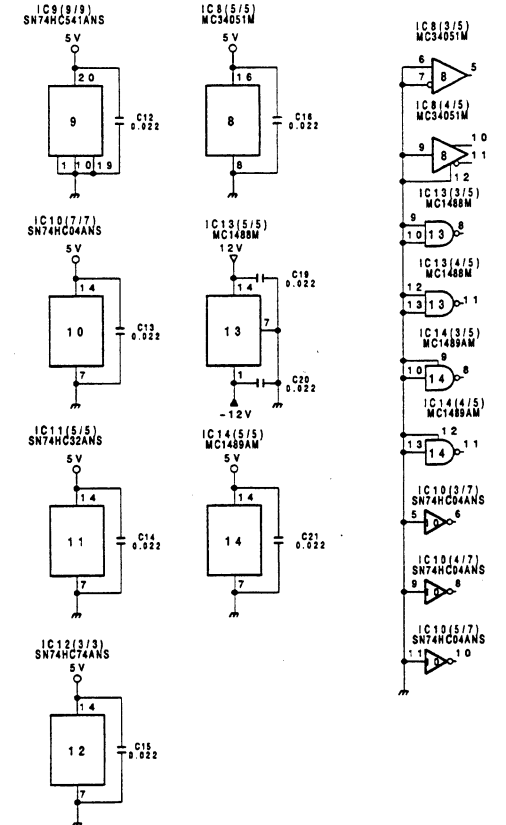 IC9(9/9)
SN74HC541ANS
5V
20
9
C12
0.022
1 10 19
IC8(5/5)
MC34051M
5V
16
8
C16
0.022
8
IC10(7/7)
SN74HC04ANS
5V
14
10
C13
0.022
7
IC13(5/5)
MC1488M
12V
C19
0.022
14
13
7
1
C20
0.022
-12V
IC11(5/5)
SN74HC32ANS
5V
14
11
C14
0.022
7
IC14(5/5)
MC1489AM
5V
14
14
C21
0.022
7
IC12(3/3)
SN74HC74ANS
5V
14
12
C15
0.022
7
IC8(3/5)
MC34051M
6
7
8
5
IC8(4/5)
MC34051M
9
8
10
11
12
IC13(3/5)
MC1488M
9
10
13
8
IC13(4/5)
MC1488M
12
13
13
11
IC14(3/5)
MC1489AM
9
10
14
8
IC14(4/5)
MC1489AM
12
13
14
11
IC10(3/7)
SN74HC04ANS
5
10
6
IC10(4/7)
SN74HC04ANS
9
10
8
IC10(5/7)
SN74HC04ANS
11
10
10